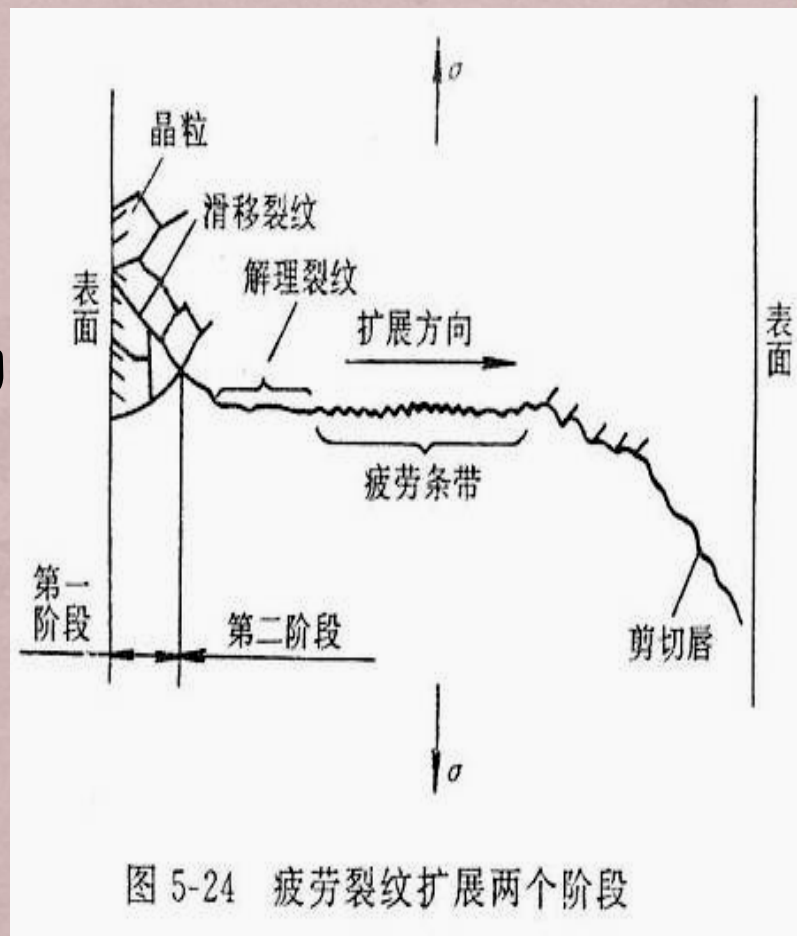 σ
晶粒
滑移裂纹
表面
解理裂纹
扩展方向
表面
疲劳条带
第一
阶段
第二阶段
剪切唇
σ
图 5-24 疲劳裂纹扩展两个阶段